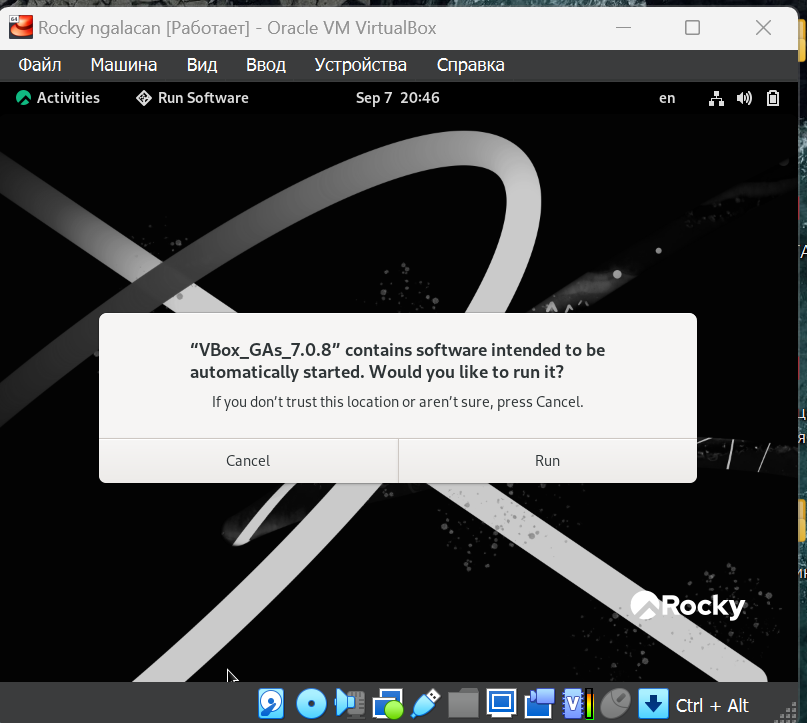 Rocky ngalacan [Работает] - Oracle VM VirtualBox
Файл Машина Вид Ввод Устройства Справка
Activities Run Software Sep 7 20:46 en
“VBox_GAs_7.0.8” contains software intended to be
automatically started. Would you like to run it?
If you don’t trust this location or aren’t sure, press Cancel.
Cancel Run
Rocky
V
Ctrl + Alt